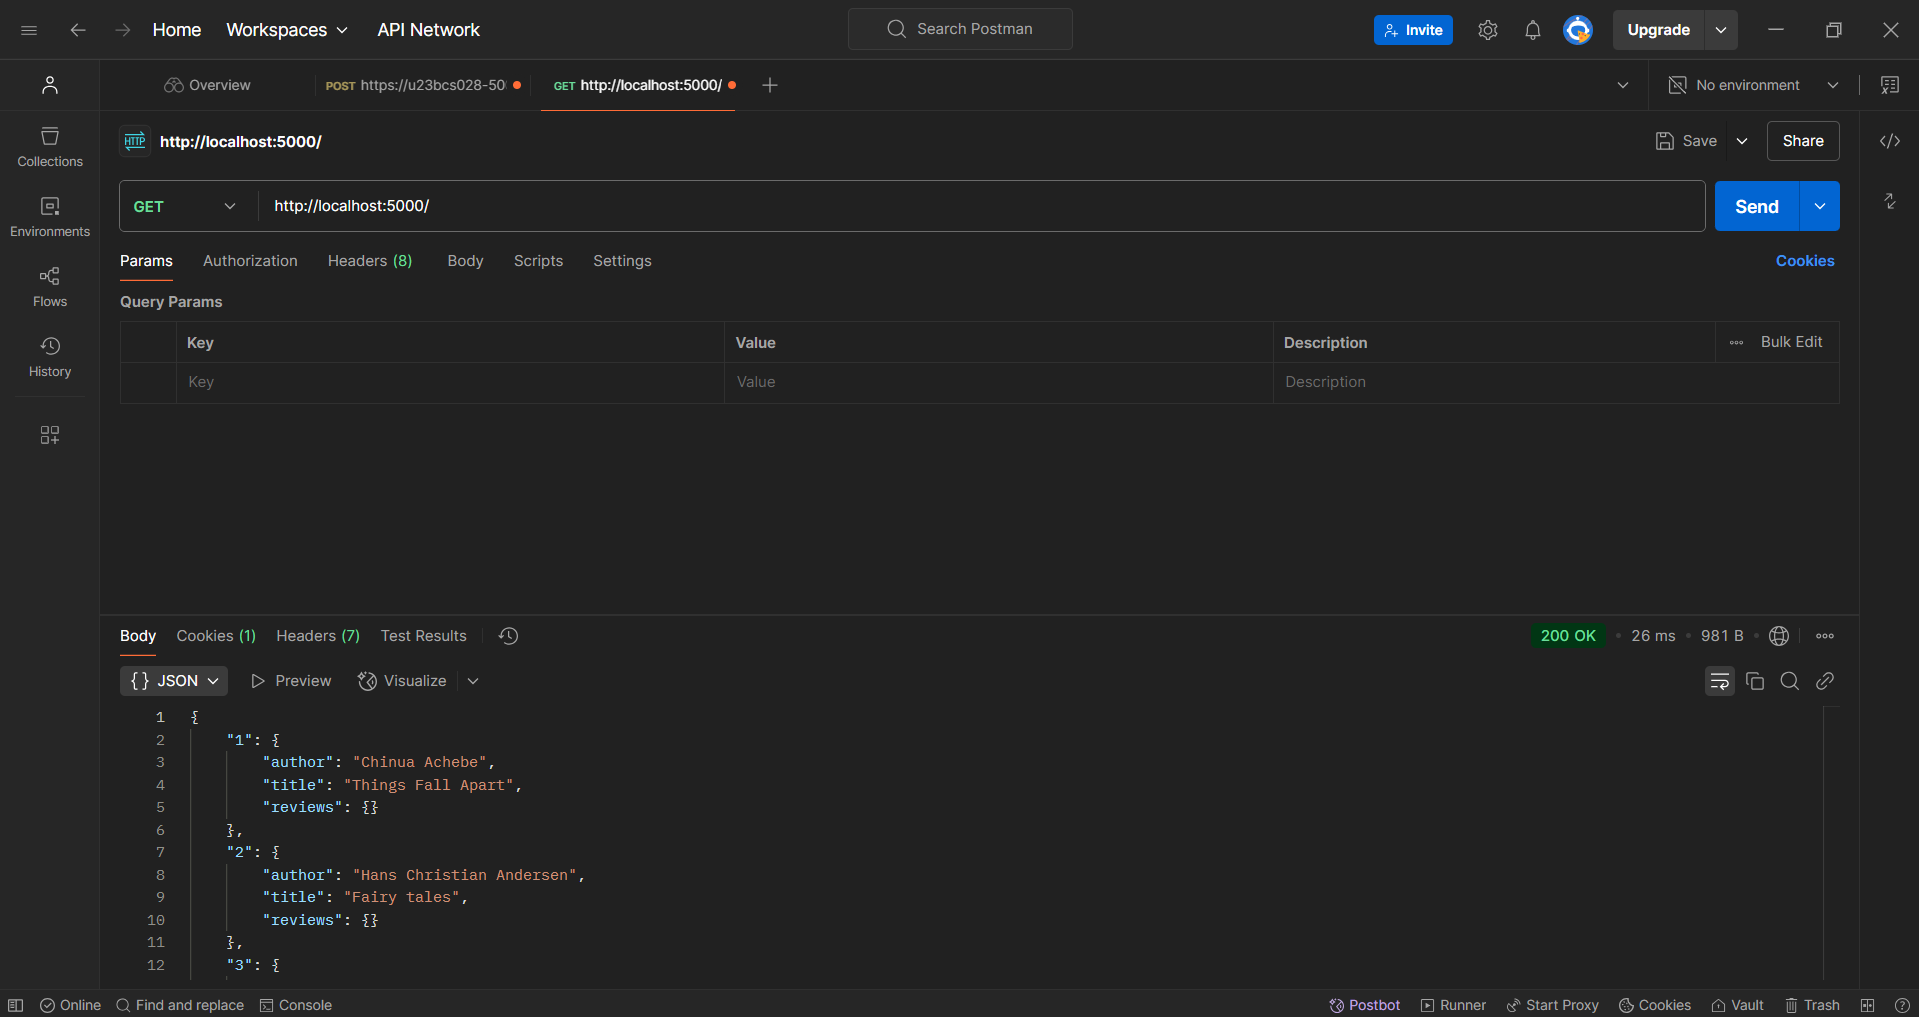 Home Workspaces API Network Search Postman Invite Upgrade
Overview POST https://u23bcs028-50 GET http://localhost:5000/ No environment
HTTP http://localhost:5000/ Save Share
Collections
GET http://localhost:5000/ Send
Environments
Params Authorization Headers (8) Body Scripts Settings Cookies
Flows
Query Params
Key Value Description Bulk Edit
History
Key Value Description
Body Cookies (1) Headers (7) Test Results 200 OK 26 ms 981 B
{} JSON Preview Visualize
1 {
2 "1": {
3 "author": "Chinua Achebe",
4 "title": "Things Fall Apart",
5 "reviews": {}
6 },
7 "2": {
8 "author": "Hans Christian Andersen",
9 "title": "Fairy tales",
10 "reviews": {}
11 },
12 "3": {
Online Find and replace Console Postbot Runner Start Proxy Cookies Vault Trash